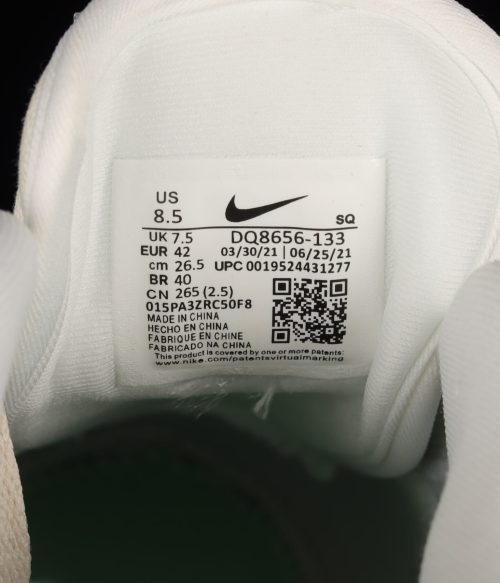 US
8.5
SQ
UK 7.5 DQ8656-133
EUR 42 03/30/21 | 06/25/21
cm 26.5 UPC 0019524431277
BR 40
CN 265 (2.5)
015PA3ZRC50F8
MADE IN CHINA
HECHO EN CHINA
FABRIQUE EN CHINE
FABRICADO NA CHINA
This product is covered by one or more patents:
www.nike.com/patentsvirtualmarking